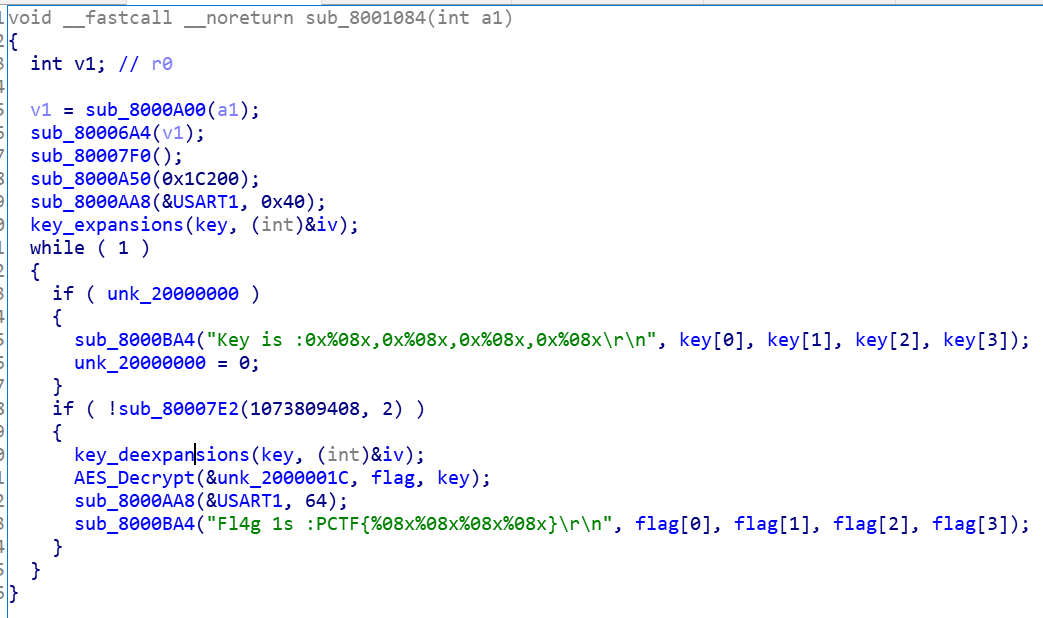 void __fastcall __noreturn sub_8001084(int a1)
{
  int v1; // r0

  v1 = sub_8000A00(a1);
  sub_80006A4(v1);
  sub_80007F0();
  sub_8000A50(0x1C200);
  sub_8000AA8(&USART1, 0x40);
  key_expansions(key, (int)&iv);
  while ( 1 )
  {
    if ( unk_20000000 )
    {
      sub_8000BA4("Key is :0x%08x,0x%08x,0x%08x,0x%08x\r\n", key[0], key[1], key[2], key[3]);
      unk_20000000 = 0;
    }
    if ( !sub_80007E2(1073809408, 2) )
    {
      key_deexpansions(key, (int)&iv);
      AES_Decrypt(&unk_2000001C, flag, key);
      sub_8000AA8(&USART1, 64);
      sub_8000BA4("Fl4g 1s :PCTF{%08x%08x%08x%08x}\r\n", flag[0], flag[1], flag[2], flag[3]);
    }
  }
}